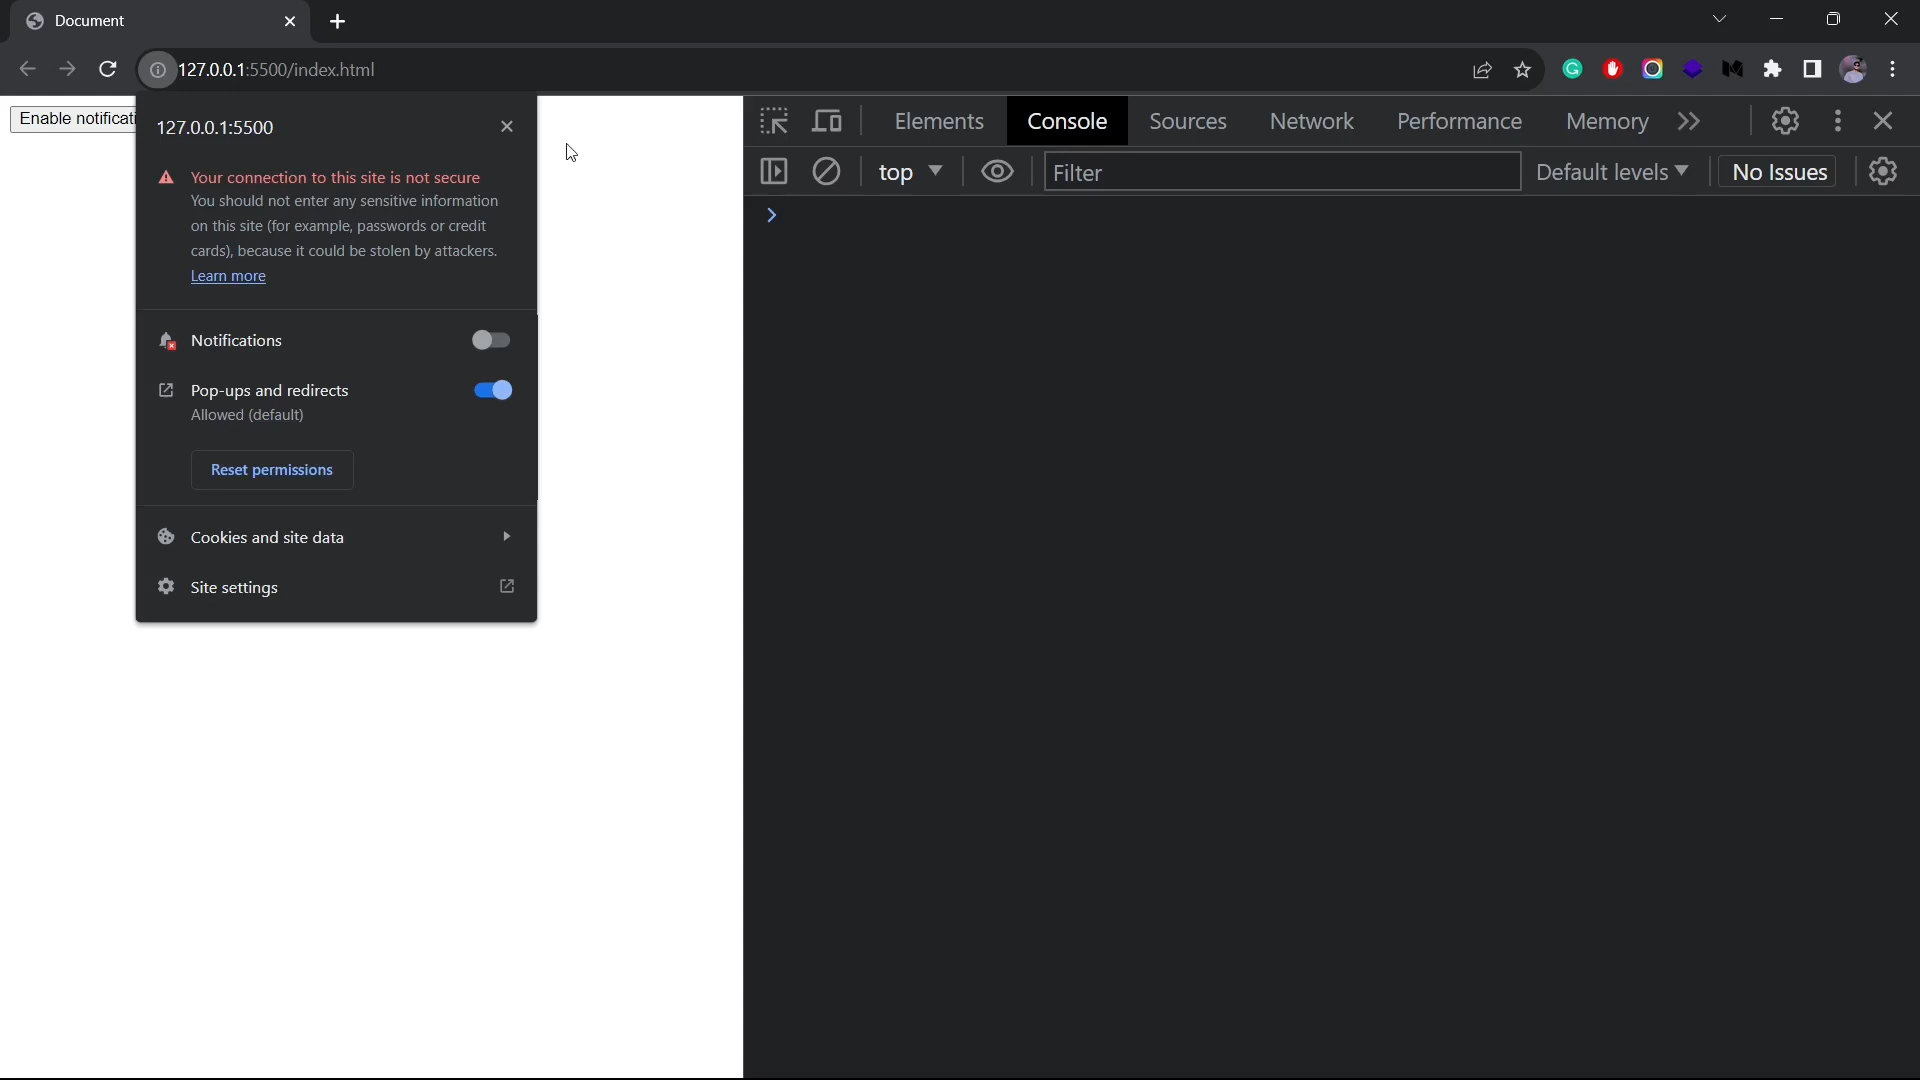 Document
127.0.0.1:5500/index.html
Enable notificati
127.0.0.1:5500
Your connection to this site is not secure
You should not enter any sensitive information
on this site (for example, passwords or credit
cards), because it could be stolen by attackers.
Learn more
Notifications
Pop-ups and redirects
Allowed (default)
Reset permissions
Cookies and site data
Site settings
Elements Console Sources Network Performance Memory
top Filter Default levels No Issues